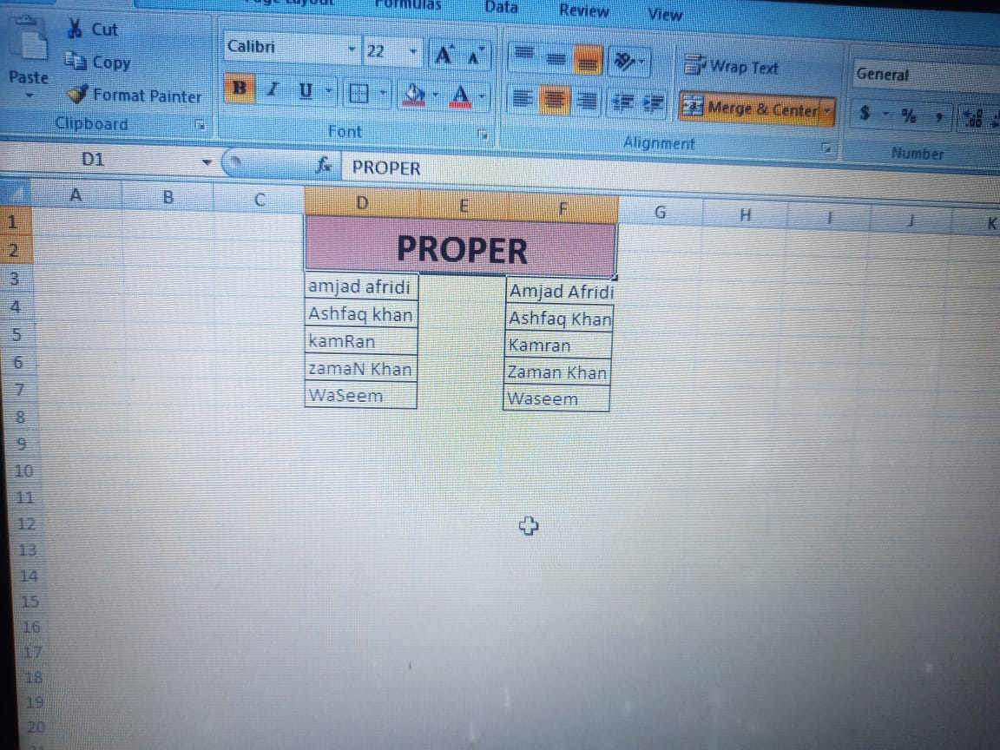 Page Layout Formulas Data Review View
Cut
Copy
Paste
Format Painter
Clipboard
Calibri 22
B I U A
Font
Wrap Text
Merge & Center
Alignment
General
$ % ,
Number
D1 fx PROPER
A B C D E F G H I J K
1
2 PROPER
3 amjad afridi Amjad Afridi
4 Ashfaq khan Ashfaq Khan
5 kamRan Kamran
6 zamaN Khan Zaman Khan
7 WaSeem Waseem
8
9
10
11
12
13
14
15
16
17
18
19
20